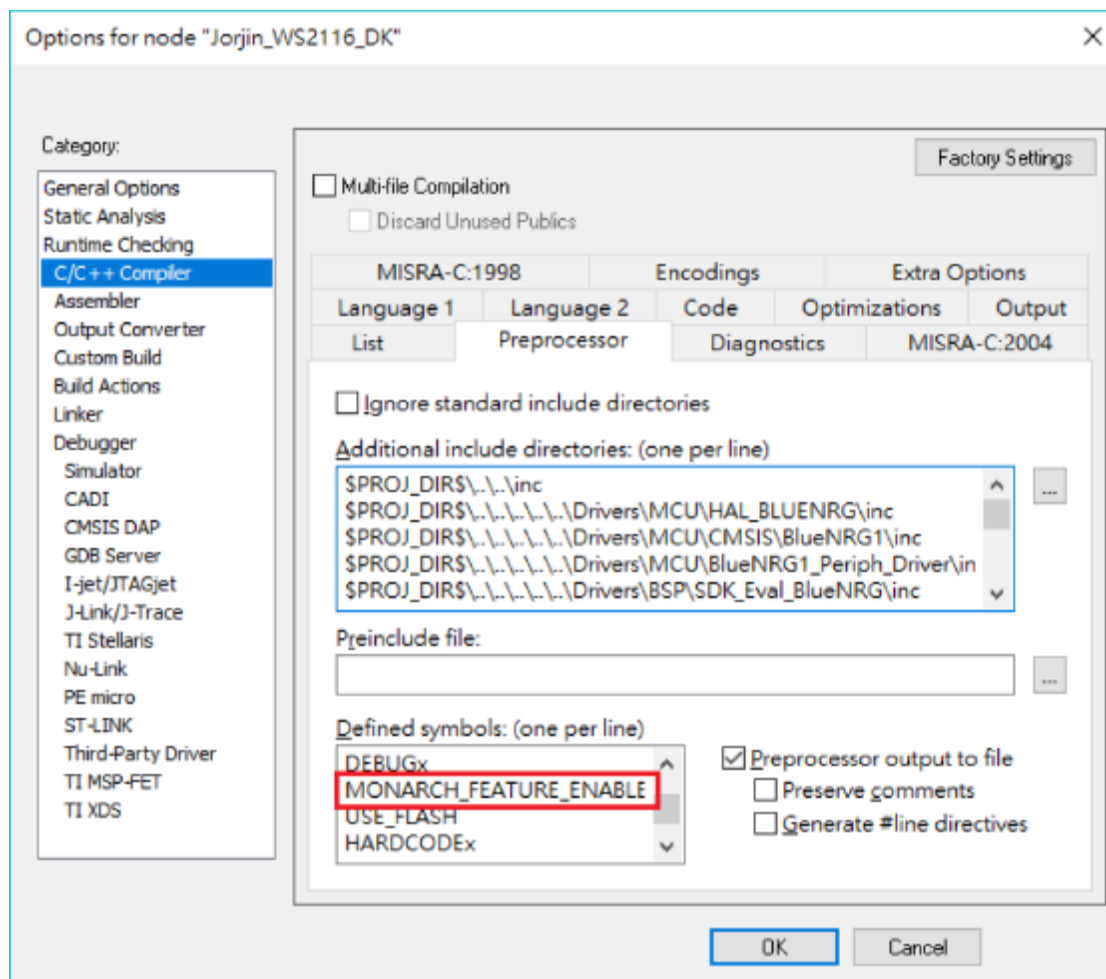 Options for node "Jorjin_WS2116_DK"
Category:
General Options
Static Analysis
Runtime Checking
C/C++ Compiler
Assembler
Output Converter
Custom Build
Build Actions
Linker
Debugger
Simulator
CADI
CMSIS DAP
GDB Server
I-jet/JTAGjet
J-Link/J-Trace
TI Stellaris
Nu-Link
PE micro
ST-LINK
Third-Party Driver
TI MSP-FET
TI XDS
Factory Settings
Multi-file Compilation
Discard Unused Publics
MISRA-C:1998 Encodings Extra Options
Language 1 Language 2 Code Optimizations Output
List Preprocessor Diagnostics MISRA-C:2004
Ignore standard include directories
Additional include directories: (one per line)
$PROJ_DIR$\..\..\inc
$PROJ_DIR$\..\..\..\..\..\Drivers\MCU\HAL_BLUENRG\inc
$PROJ_DIR$\..\..\..\..\..\Drivers\MCU\CMSIS\BlueNRG1\inc
$PROJ_DIR$\..\..\..\..\..\Drivers\MCU\BlueNRG1_Periph_Driver\in
$PROJ_DIR$\..\..\..\..\..\Drivers\BSP\SDK_Eval_BlueNRG\inc
...
Preinclude file:
...
Defined symbols: (one per line)
DEBUGx
MONARCH_FEATURE_ENABLE
USE_FLASH
HARDCODEx
Preprocessor output to file
Preserve comments
Generate #line directives
OK Cancel